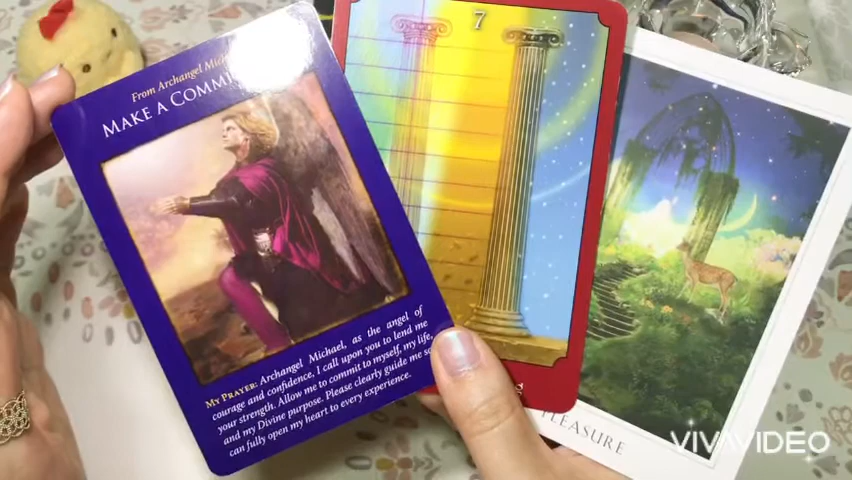 From Archangel Mich
MAKE A COMMI
MY PRAYER: Archangel Michael, as the angel of
courage and confidence, I call upon you to lend me
your strength. Allow me to commit to myself, my life,
and my Divine purpose. Please clearly guide me so
can fully open my heart to every experience.
7
S
PLEASURE
VIVAVIDEO